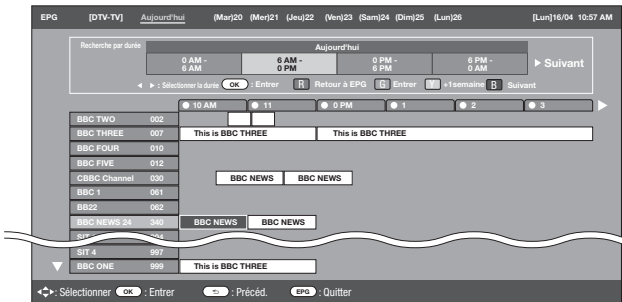 EPG [DTV-TV] Aujourd'hui (Mar)20 (Mer)21 (Jeu)22 (Ven)23 (Sam)24 (Dim)25 (Lun)26 [Lun]16/04 10:57 AM
Recherche par durée
Aujourd'hui
0 AM - 6 AM
6 AM - 0 PM
0 PM - 6 PM
6 PM - 0 AM
Suivant
: Sélectionner la durée OK : Entrer R Retour à EPG G Entrer Y +1semaine B Suivant
10 AM 11 0 PM 1 2 3
BBC TWO 002
BBC THREE 007 This is BBC THREE This is BBC THREE
BBC FOUR 010
BBC FIVE 012
CBBC Channel 030 BBC NEWS BBC NEWS
BBC 1 061
BB22 062
BBC NEWS 24 340 BBC NEWS BBC NEWS
SIT 4 997
BBC ONE 999 This is BBC THREE
: Sélectionner OK : Entrer : Précéd. EPG : Quitter